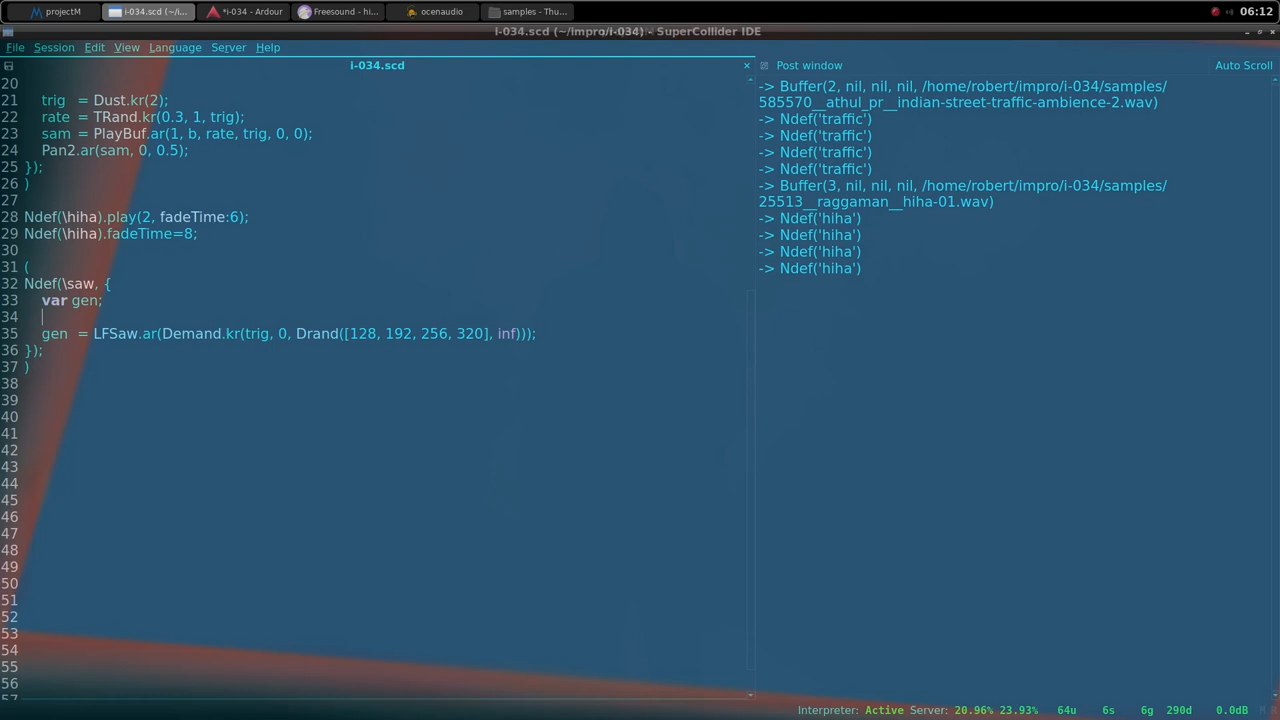 projectM
i-034.scd (~/i...
*i-034 - Ardour
Freesound - hi...
ocenaudio
samples - Thu...
06:12
i-034.scd (~/impro/i-034) - SuperCollider IDE
File Session Edit View Language Server Help
i-034.scd
Post window
Auto Scroll
20
21 trig = Dust.kr(2);
22 rate = TRand.kr(0.3, 1, trig);
23 sam = PlayBuf.ar(1, b, rate, trig, 0, 0);
24 Pan2.ar(sam, 0, 0.5);
25 });
26 )
27
28 Ndef(\hiha).play(2, fadeTime:6);
29 Ndef(\hiha).fadeTime=8;
30
31 (
32 Ndef(\saw, {
33 var gen;
34
35 gen = LFSaw.ar(Demand.kr(trig, 0, Drand([128, 192, 256, 320], inf)));
36 });
37 )
38
39
40
41
42
43
44
45
46
47
48
49
50
51
52
53
54
55
56
57
-> Buffer(2, nil, nil, nil, /home/robert/impro/i-034/samples/
585570__athul_pr__indian-street-traffic-ambience-2.wav)
-> Ndef('traffic')
-> Ndef('traffic')
-> Ndef('traffic')
-> Ndef('traffic')
-> Buffer(3, nil, nil, nil, /home/robert/impro/i-034/samples/
25513__raggaman__hiha-01.wav)
-> Ndef('hiha')
-> Ndef('hiha')
-> Ndef('hiha')
-> Ndef('hiha')
Interpreter: Active Server: 20.96% 23.93% 64u 6s 6g 290d 0.0dB